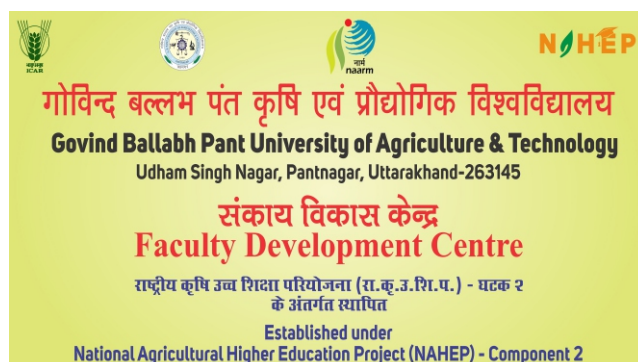 भाकृअनुप
ICAR
नार्म
naarm
NAHEP
गोविन्द बल्लभ पंत कृषि एवं प्रौद्योगिक विश्वविद्यालय
Govind Ballabh Pant University of Agriculture & Technology
Udham Singh Nagar, Pantnagar, Uttarakhand-263145
संकाय विकास केन्द्र
Faculty Development Centre
राष्ट्रीय कृषि उच्च शिक्षा परियोजना (रा.कृ.उ.शि.प.) - घटक २
के अंतर्गत स्थापित
Established under
National Agricultural Higher Education Project (NAHEP) - Component 2